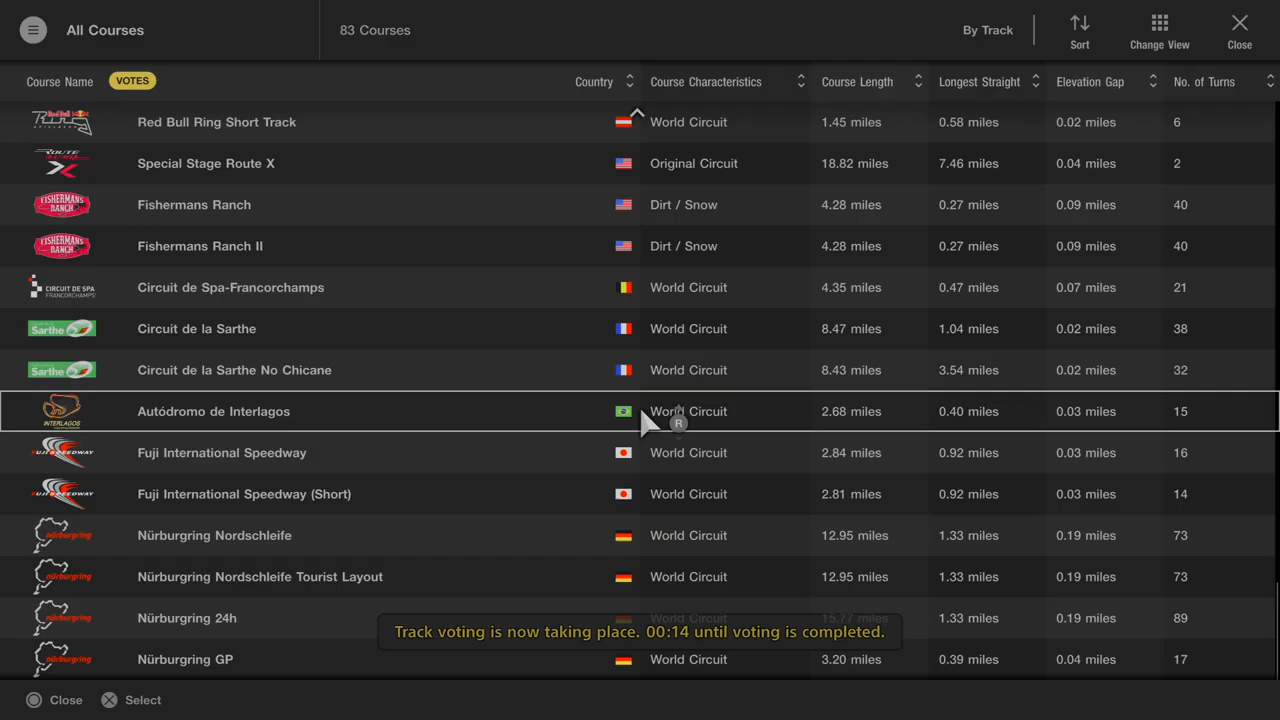 All Courses 83 Courses By Track Sort Change View Close
Course Name VOTES Country Course Characteristics Course Length Longest Straight Elevation Gap No. of Turns
Red Bull Ring Short Track World Circuit 1.45 miles 0.58 miles 0.02 miles 6
ROUTE X Special Stage Route X Original Circuit 18.82 miles 7.46 miles 0.04 miles 2
FISHERMANS RANCH Fishermans Ranch Dirt / Snow 4.28 miles 0.27 miles 0.09 miles 40
FISHERMANS RANCH Fishermans Ranch II Dirt / Snow 4.28 miles 0.27 miles 0.09 miles 40
CIRCUIT DE SPA FRANCORCHAMPS Circuit de Spa-Francorchamps World Circuit 4.35 miles 0.47 miles 0.07 miles 21
Sarthe Circuit de la Sarthe World Circuit 8.47 miles 1.04 miles 0.02 miles 38
Sarthe Circuit de la Sarthe No Chicane World Circuit 8.43 miles 3.54 miles 0.02 miles 32
INTERLAGOS Autódromo de Interlagos World Circuit 2.68 miles 0.40 miles 0.03 miles 15
R
FUJI SPEEDWAY Fuji International Speedway World Circuit 2.84 miles 0.92 miles 0.03 miles 16
FUJI SPEEDWAY Fuji International Speedway (Short) World Circuit 2.81 miles 0.92 miles 0.03 miles 14
nürburgring Nürburgring Nordschleife World Circuit 12.95 miles 1.33 miles 0.19 miles 73
nürburgring Nürburgring Nordschleife Tourist Layout World Circuit 12.95 miles 1.33 miles 0.19 miles 73
nürburgring Nürburgring 24h 1.33 miles 0.19 miles 89
Track voting is now taking place. 00:14 until voting is completed.
nürburgring Nürburgring GP World Circuit 3.20 miles 0.39 miles 0.04 miles 17
Close Select